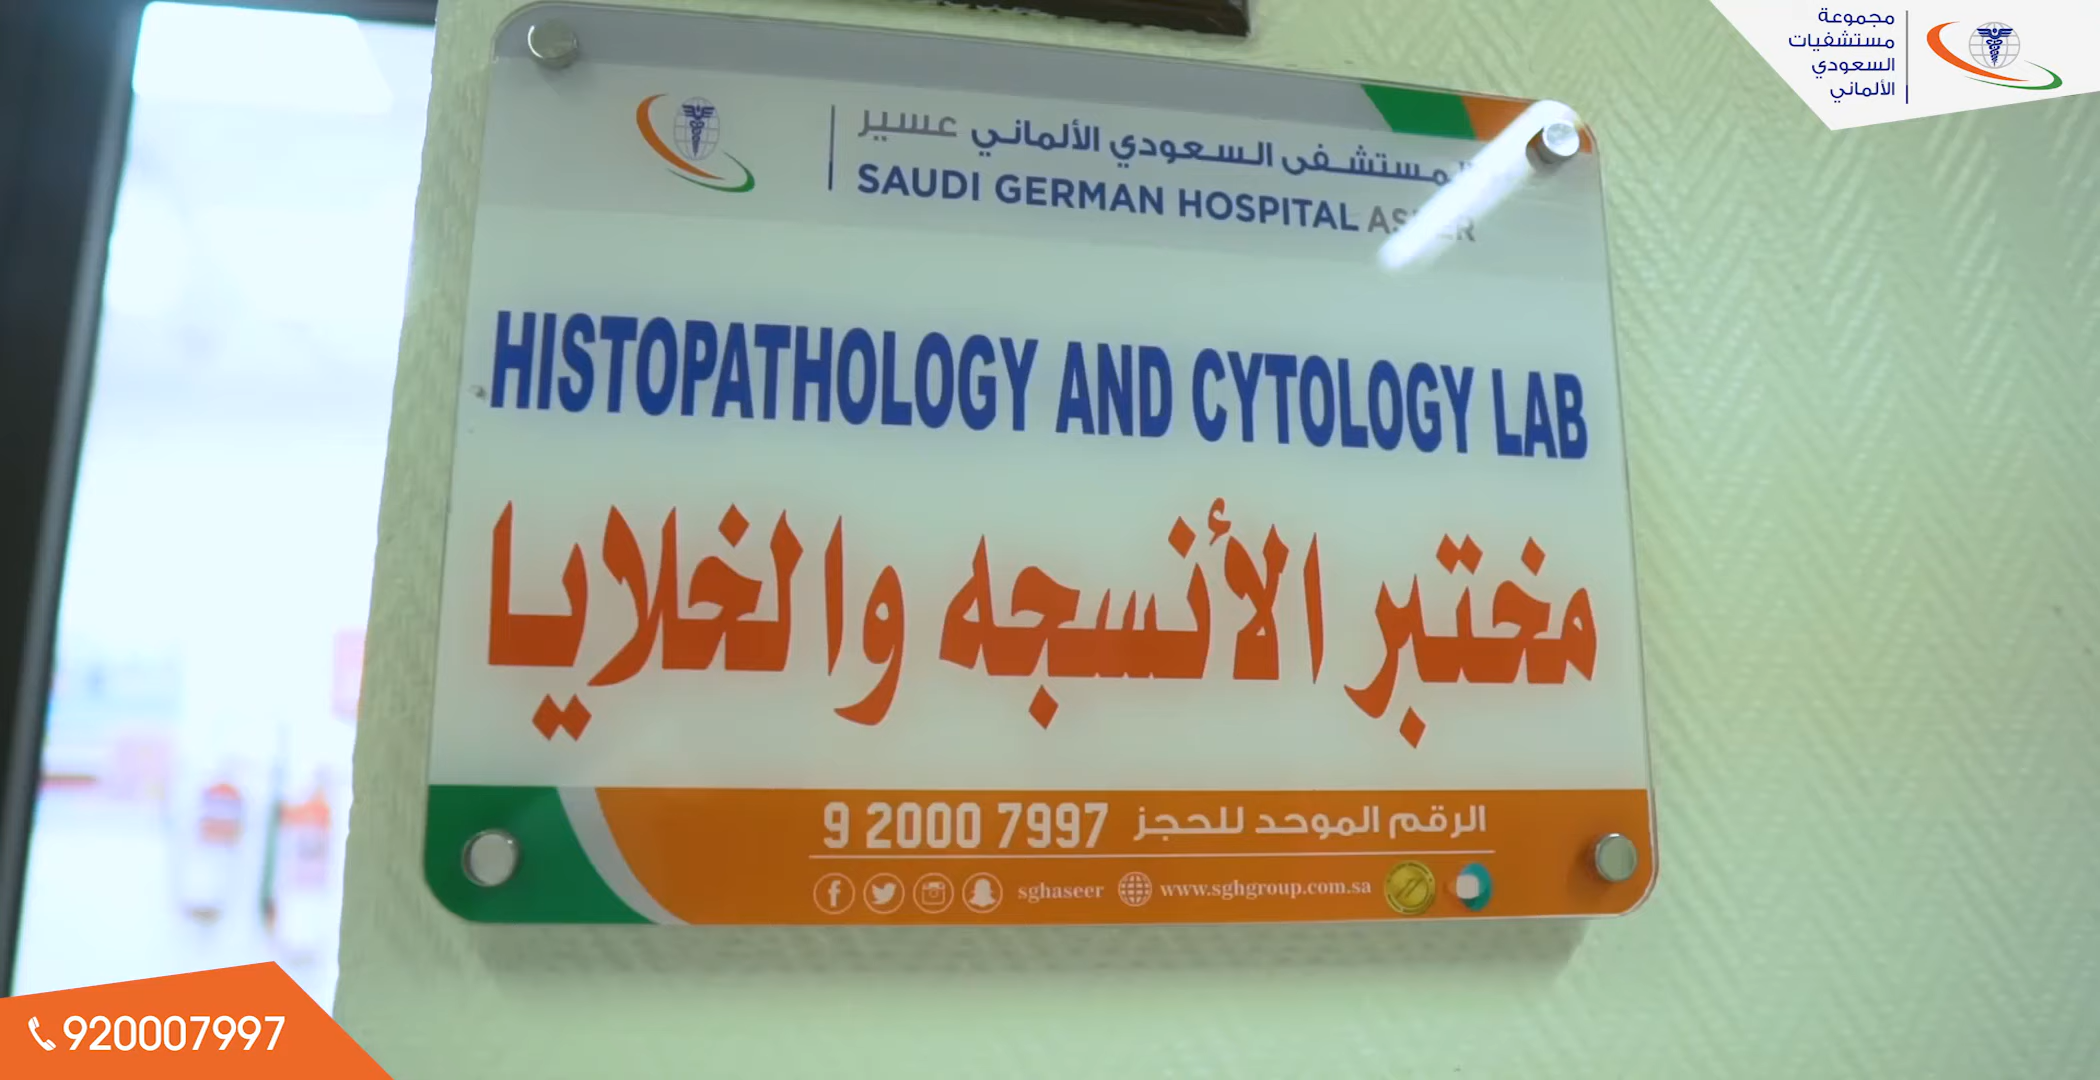 مجموعة
مستشفيات
السعودي
الألماني
المستشفى السعودي الألماني عسير
SAUDI GERMAN HOSPITAL
HISTOPATHOLOGY AND CYTOLOGY LAB
مختبر الأنسجه والخلايا
الرقم الموحد للحجز 9 2000 7997
sghaseer www.sghgroup.com.sa
920007997